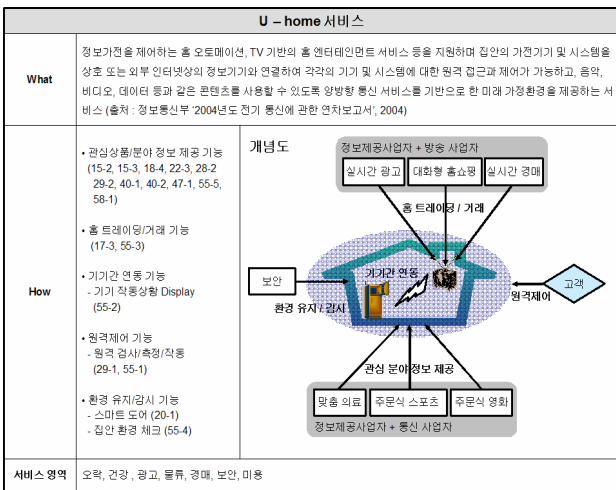 U – home 서비스
What
정보가전을 제어하는 홈 오토메이션, TV 기반의 홈 엔터테인먼트 서비스 등을 지원하며 집안의 가전기기 및 시스템을
상호 또는 외부 인터넷상의 정보기기와 연결하여 각각의 기기 및 시스템에 대한 원격 접근과 제어가 가능하고, 음악,
비디오, 데이터 등과 같은 콘텐츠를 사용할 수 있도록 양방향 통신 서비스를 기반으로 한 미래 가정환경을 제공하는 서
비스 (출처 : 정보통신부 '2004년도 전기 통신에 관한 연차보고서', 2004)
How
• 관심상품/분야 정보 제공 기능
(15-2, 15-3, 18-4, 22-3, 28-2
29-2, 40-1, 40-2, 47-1, 55-5,
58-1)
• 홈 트레이딩/거래 기능
(17-3, 55-3)
• 기기간 연동 기능
- 기기 작동상황 Display
(55-2)
• 원격제어 기능
- 원격 검사/측정/작동
(29-1, 55-1)
• 환경 유지/감시 기능
- 스마트 도어 (20-1)
- 집안 환경 체크 (55-4)
개념도
정보제공사업자 + 방송 사업자
실시간 광고
대화형 홈쇼핑
실시간 경매
홈 트레이딩 / 거래
기기간 연동
보안
환경 유지 / 감시
고객
원격제어
관심 분야 정보 제공
맞춤 의료
주문식 스포츠
주문식 영화
정보제공사업자 + 통신 사업자
서비스 영역
오락, 건강 , 광고, 물류, 경매, 보안, 미용